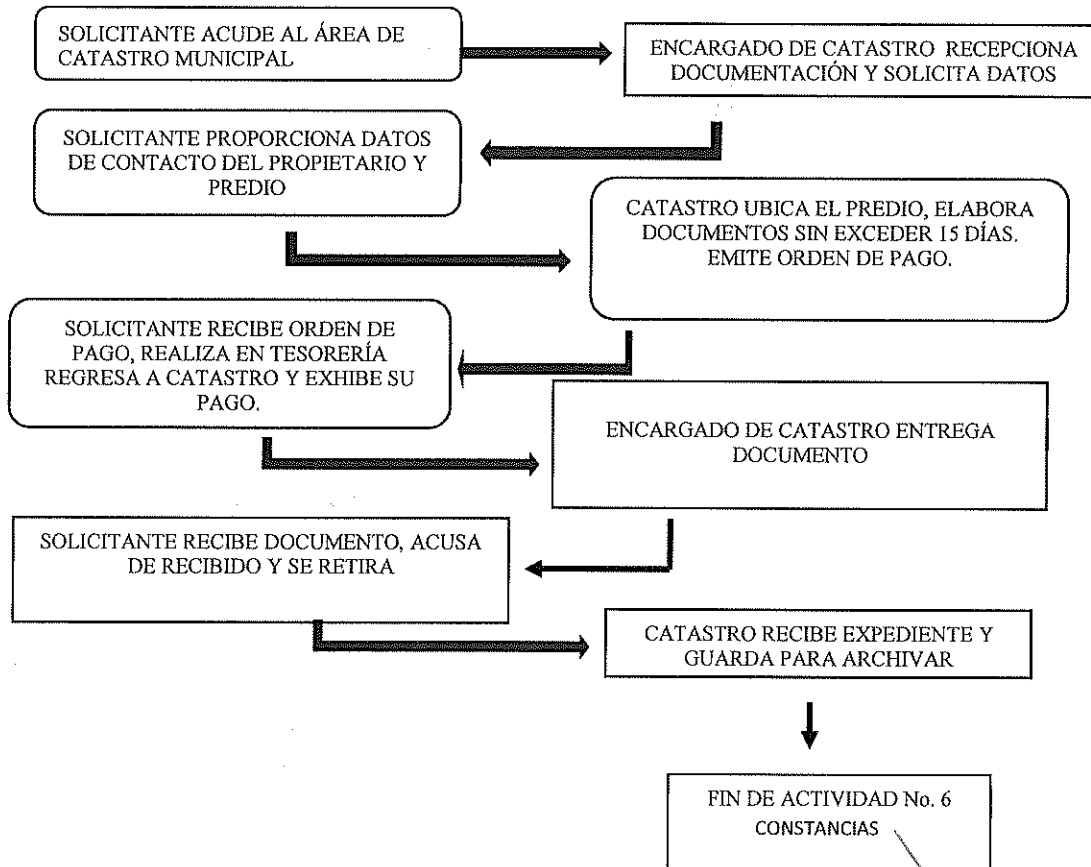 SOLICITANTE ACUDE AL ÁREA DE
CATASTRO MUNICIPAL
ENCARGADO DE CATASTRO RECEPCIONA
DOCUMENTACIÓN Y SOLICITA DATOS
SOLICITANTE PROPORCIONA DATOS
DE CONTACTO DEL PROPIETARIO Y
PREDIO
CATASTRO UBICA EL PREDIO, ELABORA
DOCUMENTOS SIN EXCEDER 15 DÍAS.
EMITE ORDEN DE PAGO.
SOLICITANTE RECIBE ORDEN DE
PAGO, REALIZA EN TESORERÍA
REGRESA A CATASTRO Y EXHIBE SU
PAGO.
ENCARGADO DE CATASTRO ENTREGA
DOCUMENTO
SOLICITANTE RECIBE DOCUMENTO, ACUSA
DE RECIBIDO Y SE RETIRA
CATASTRO RECIBE EXPEDIENTE Y
GUARDA PARA ARCHIVAR
FIN DE ACTIVIDAD No. 6
CONSTANCIAS